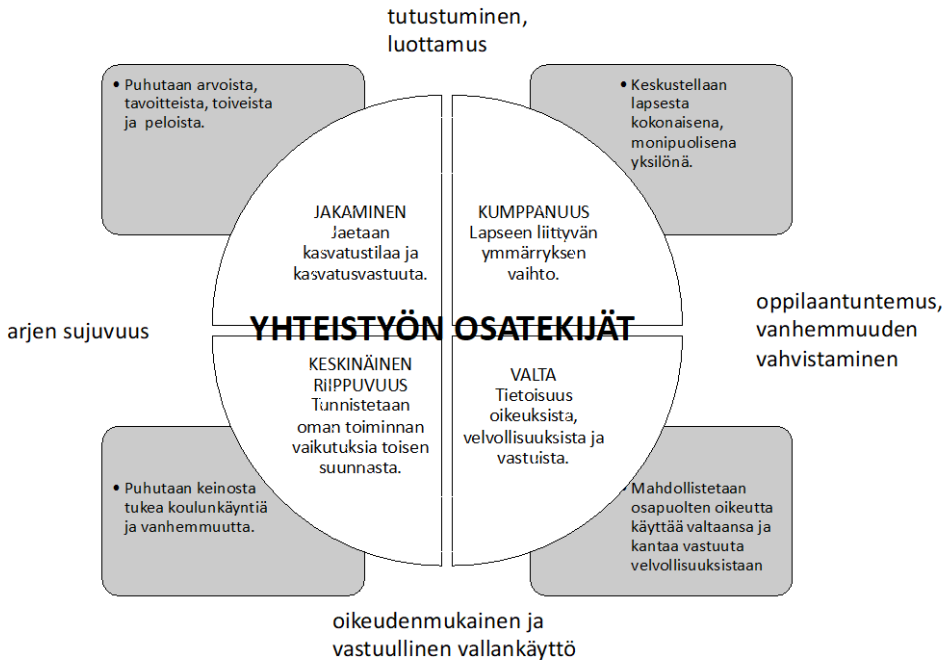 tutustuminen,
luottamus
• Puhutaan arvoista,
tavoitteista, toiveista
ja peloista.
• Keskustellaan
lapsesta
kokonaisena,
monipuolisena
yksilönä.
JAKAMINEN
Jaetaan
kasvatustilaa ja
kasvatusvastuuta.
KUMPPANUUS
Lapseen liittyvän
ymmärryksen
vaihto.
arjen sujuvuus
YHTEISTYÖN OSATEKIJÄT
oppilaantuntemus,
vanhemmuuden
vahvistaminen
KESKINÄINEN
RIIPPUVUUS
Tunnistetaan
oman toiminnan
vaikutuksia toisen
suunnasta.
VALTA
Tietoisuus
oikeuksista,
velvollisuuksista ja
vastuista.
• Puhutaan keinosta
tukea koulunkäyntiä
ja vanhemmuutta.
• Mahdollistetaan
osapuolten oikeutta
käyttää valtaansa ja
kantaa vastuuta
velvollisuuksistaan
oikeudenmukainen ja
vastuullinen vallankäyttö